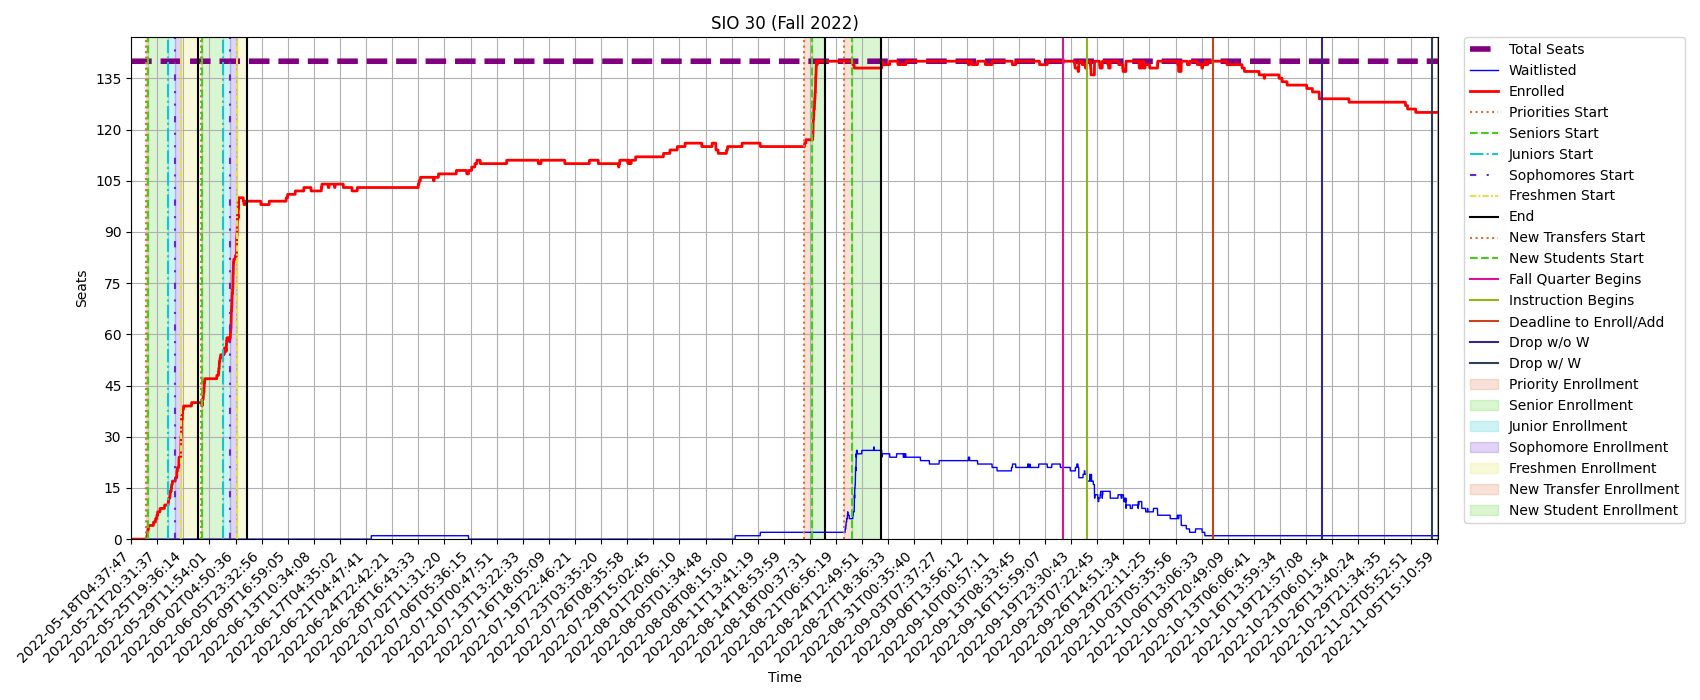 SIO 30 (Fall 2022)
Seats
135
120
105
90
75
60
45
30
15
0
2022-05-18T04:37:47
2022-05-21T20:31:37
2022-05-25T19:36:14
2022-05-29T11:54:01
2022-06-02T04:50:36
2022-06-05T23:32:56
2022-06-09T16:59:05
2022-06-13T10:34:08
2022-06-17T04:35:02
2022-06-21T04:47:41
2022-06-24T22:42:21
2022-06-28T16:43:33
2022-07-02T11:31:20
2022-07-06T05:36:15
2022-07-10T00:47:51
2022-07-13T13:22:33
2022-07-16T18:05:09
2022-07-19T22:46:21
2022-07-23T03:35:20
2022-07-26T08:35:58
2022-07-29T15:02:45
2022-08-01T20:06:10
2022-08-05T01:34:48
2022-08-08T08:15:00
2022-08-11T13:41:19
2022-08-14T18:53:59
2022-08-18T00:37:31
2022-08-21T06:56:19
2022-08-24T12:49:51
2022-08-27T18:36:33
2022-08-31T00:35:40
2022-09-03T07:37:27
2022-09-06T13:56:12
2022-09-10T00:57:11
2022-09-13T08:33:45
2022-09-16T15:59:07
2022-09-19T23:30:43
2022-09-23T07:22:45
2022-09-26T14:51:34
2022-09-29T22:11:25
2022-10-03T05:35:56
2022-10-06T13:06:33
2022-10-09T20:49:09
2022-10-13T06:06:41
2022-10-16T13:59:34
2022-10-19T21:57:08
2022-10-23T06:01:54
2022-10-26T13:40:24
2022-10-29T21:34:35
2022-11-02T05:52:51
2022-11-05T15:10:59
Time
Total Seats
Waitlisted
Enrolled
Priorities Start
Seniors Start
Juniors Start
Sophomores Start
Freshmen Start
End
New Transfers Start
New Students Start
Fall Quarter Begins
Instruction Begins
Deadline to Enroll/Add
Drop w/o W
Drop w/ W
Priority Enrollment
Senior Enrollment
Junior Enrollment
Sophomore Enrollment
Freshmen Enrollment
New Transfer Enrollment
New Student Enrollment